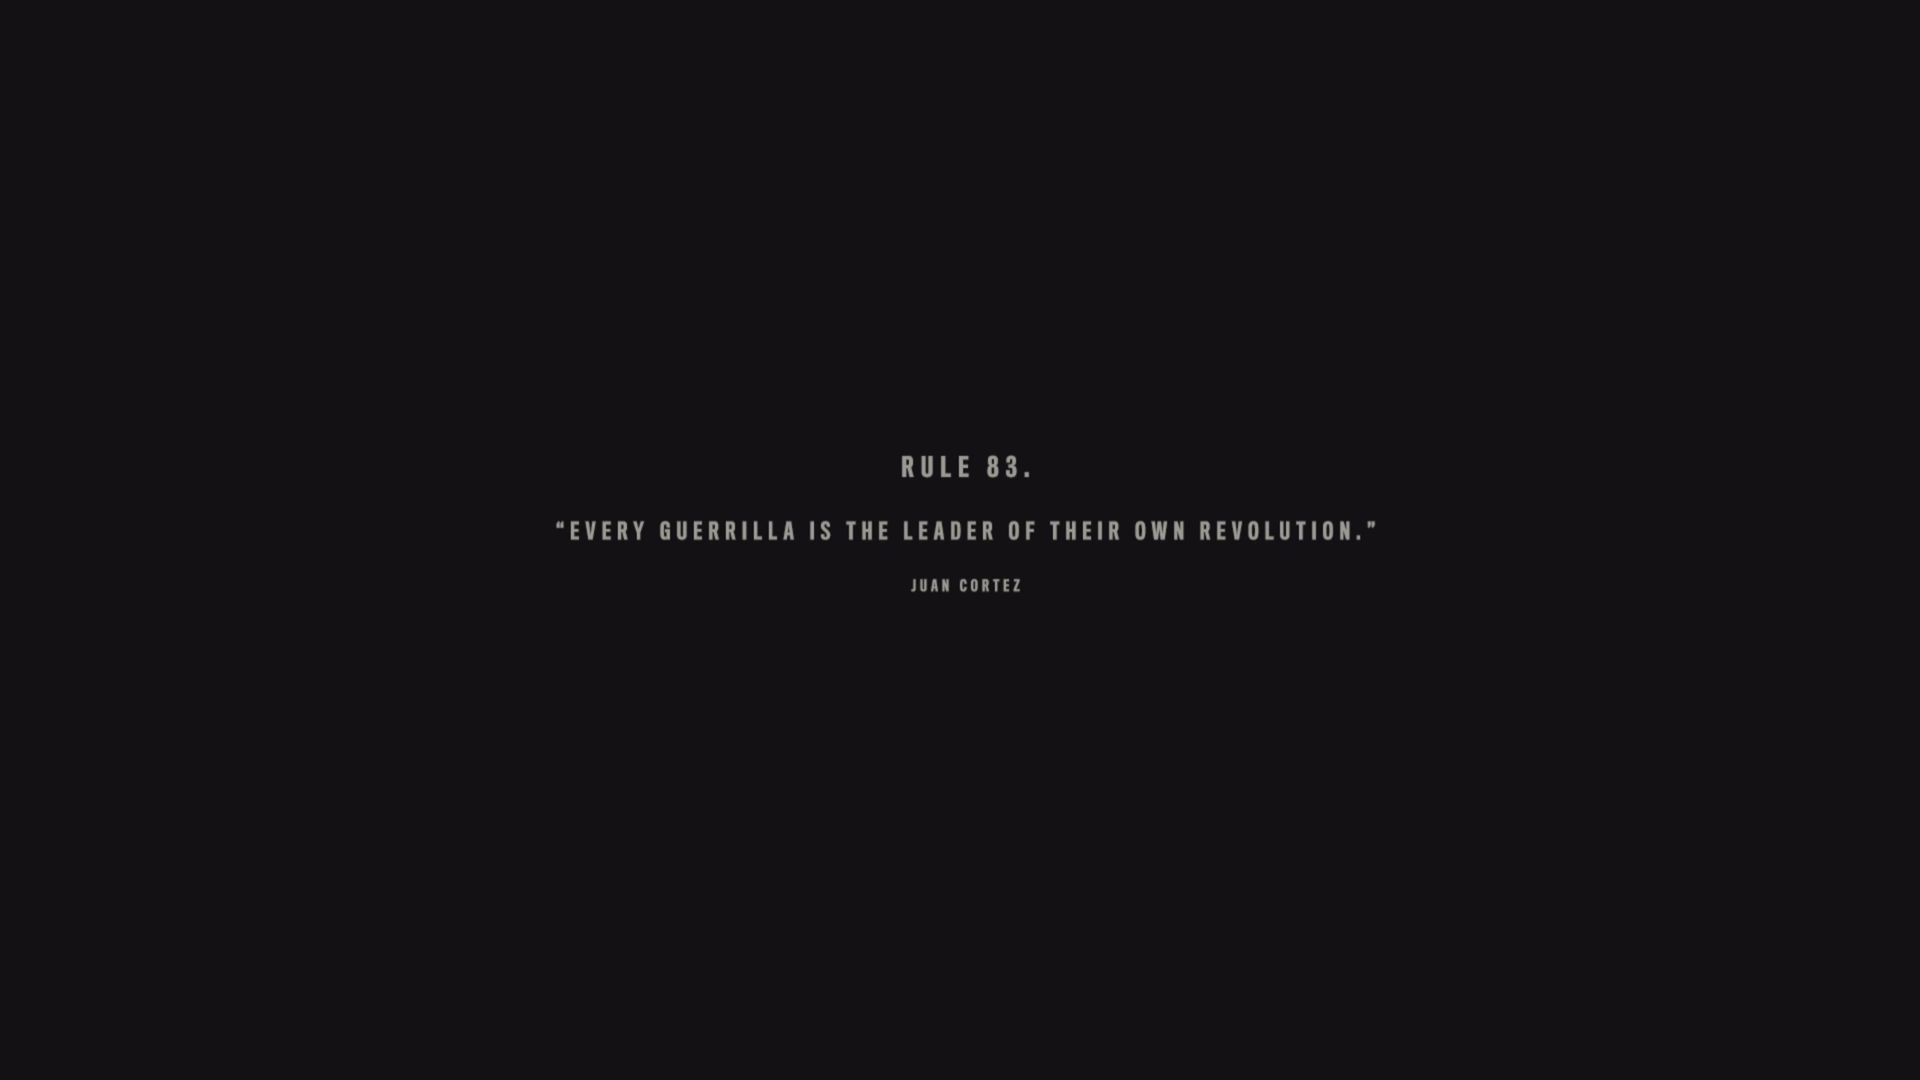 RULE 83.
“EVERY GUERRILLA IS THE LEADER OF THEIR OWN REVOLUTION.”
JUAN CORTEZ